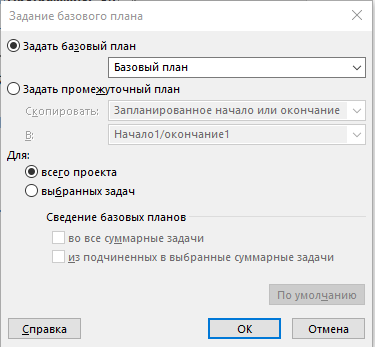 Задание базового плана
Задать базовый план
Базовый план
Задать промежуточный план
Скопировать: Запланированное начало или окончание
В: Начало1/окончание1
Для:
всего проекта
выбранных задач
Сведение базовых планов
во все суммарные задачи
из подчиненных в выбранные суммарные задачи
По умолчанию
Справка ОК Отмена